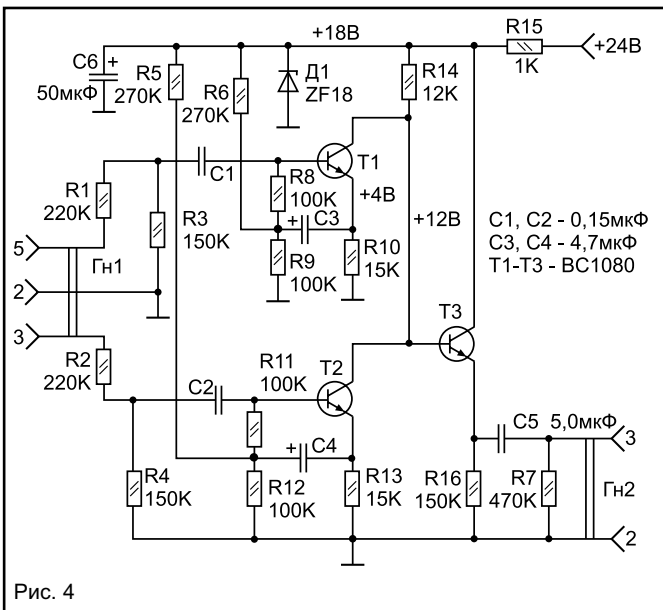 +18В
R15
1K
+24В
C6
+
50мкФ
R5
270K
R6
270K
Д1
ZF18
R14
12K
T1
C1
R1
220K
R3
150K
R8
100K
+4В
+12В
+
C3
R9
100K
R10
15K
C1, C2 - 0,15мкФ
C3, C4 - 4,7мкФ
T1-T3 - BC1080
5
Гн1
2
3
T3
R2
220K
R11
100K
T2
C2
+
C4
C5
5,0мкФ
3
R4
150K
R12
100K
R13
15K
R16
150K
R7
470K
Гн2
2
Рис. 4